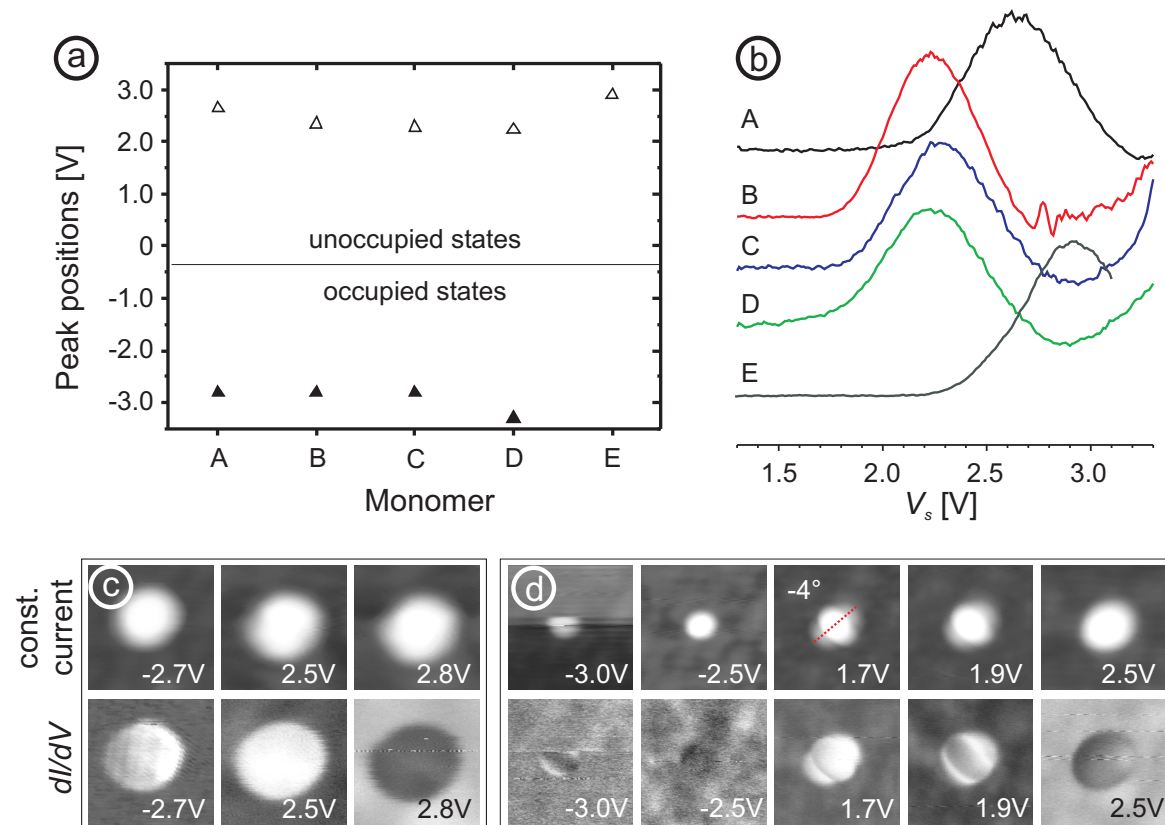 a
3.0
2.0
1.0
0
-1.0
-2.0
-3.0
Peak positions [V]
unoccupied states
occupied states
A B C D E
Monomer
b
A
B
C
D
E
1.5 2.0 2.5 3.0
Vs [V]
const.
current
dI/dV
c
-2.7V 2.5V 2.8V
-2.7V 2.5V 2.8V
d
-4°
-3.0V -2.5V 1.7V 1.9V 2.5V
-3.0V -2.5V 1.7V 1.9V 2.5V